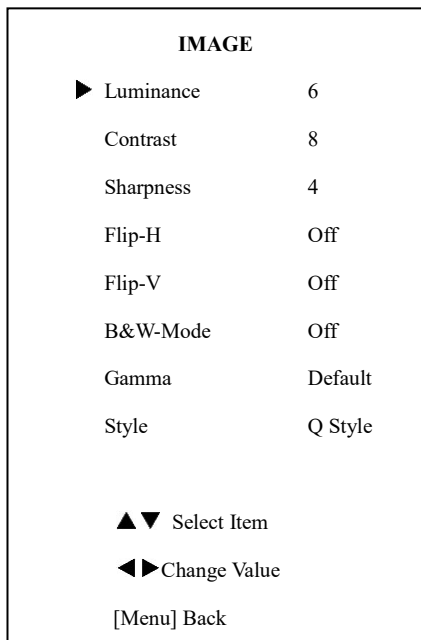 IMAGE
▶ Luminance 6
Contrast 8
Sharpness 4
Flip-H Off
Flip-V Off
B&W-Mode Off
Gamma Default
Style Q Style
▲▼ Select Item
◀▶Change Value
[Menu] Back